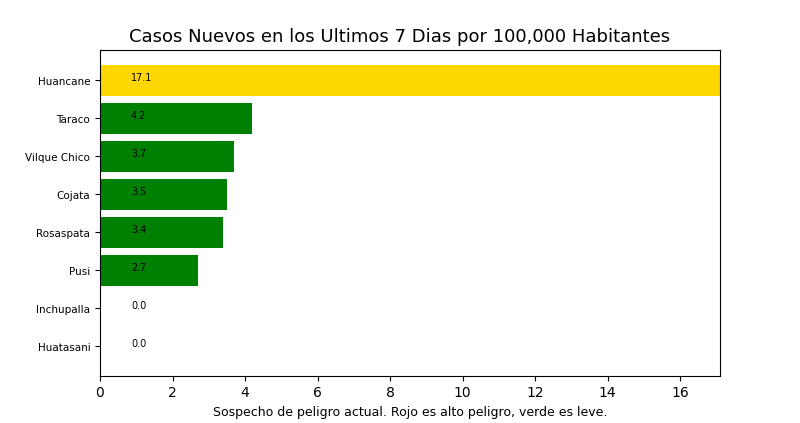 Casos Nuevos en los Ultimos 7 Dias por 100,000 Habitantes
Huancane 17.1
Taraco 4.2
Vilque Chico 3.7
Cojata 3.5
Rosaspata 3.4
Pusi 2.7
Inchupalla 0.0
Huatasani 0.0
0 2 4 6 8 10 12 14 16
Sospecho de peligro actual. Rojo es alto peligro, verde es leve.